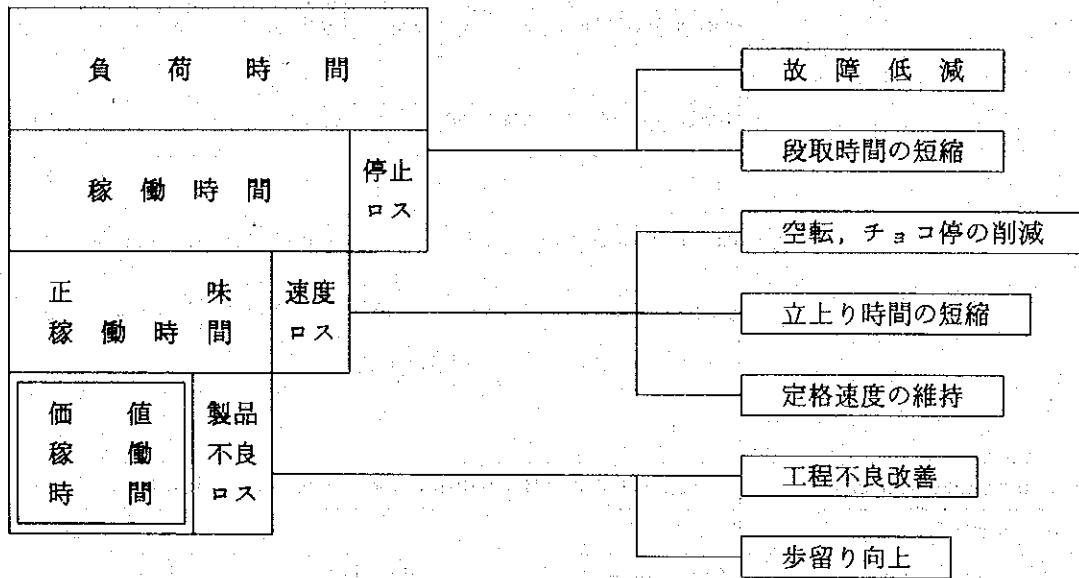 負荷時間
稼働時間
停止
ロス
正味
稼働時間
速度
ロス
価値
稼働
時間
製品
不良
ロス
故障低減
段取時間の短縮
空転，チョコ停の削減
立上り時間の短縮
定格速度の維持
工程不良改善
歩留り向上